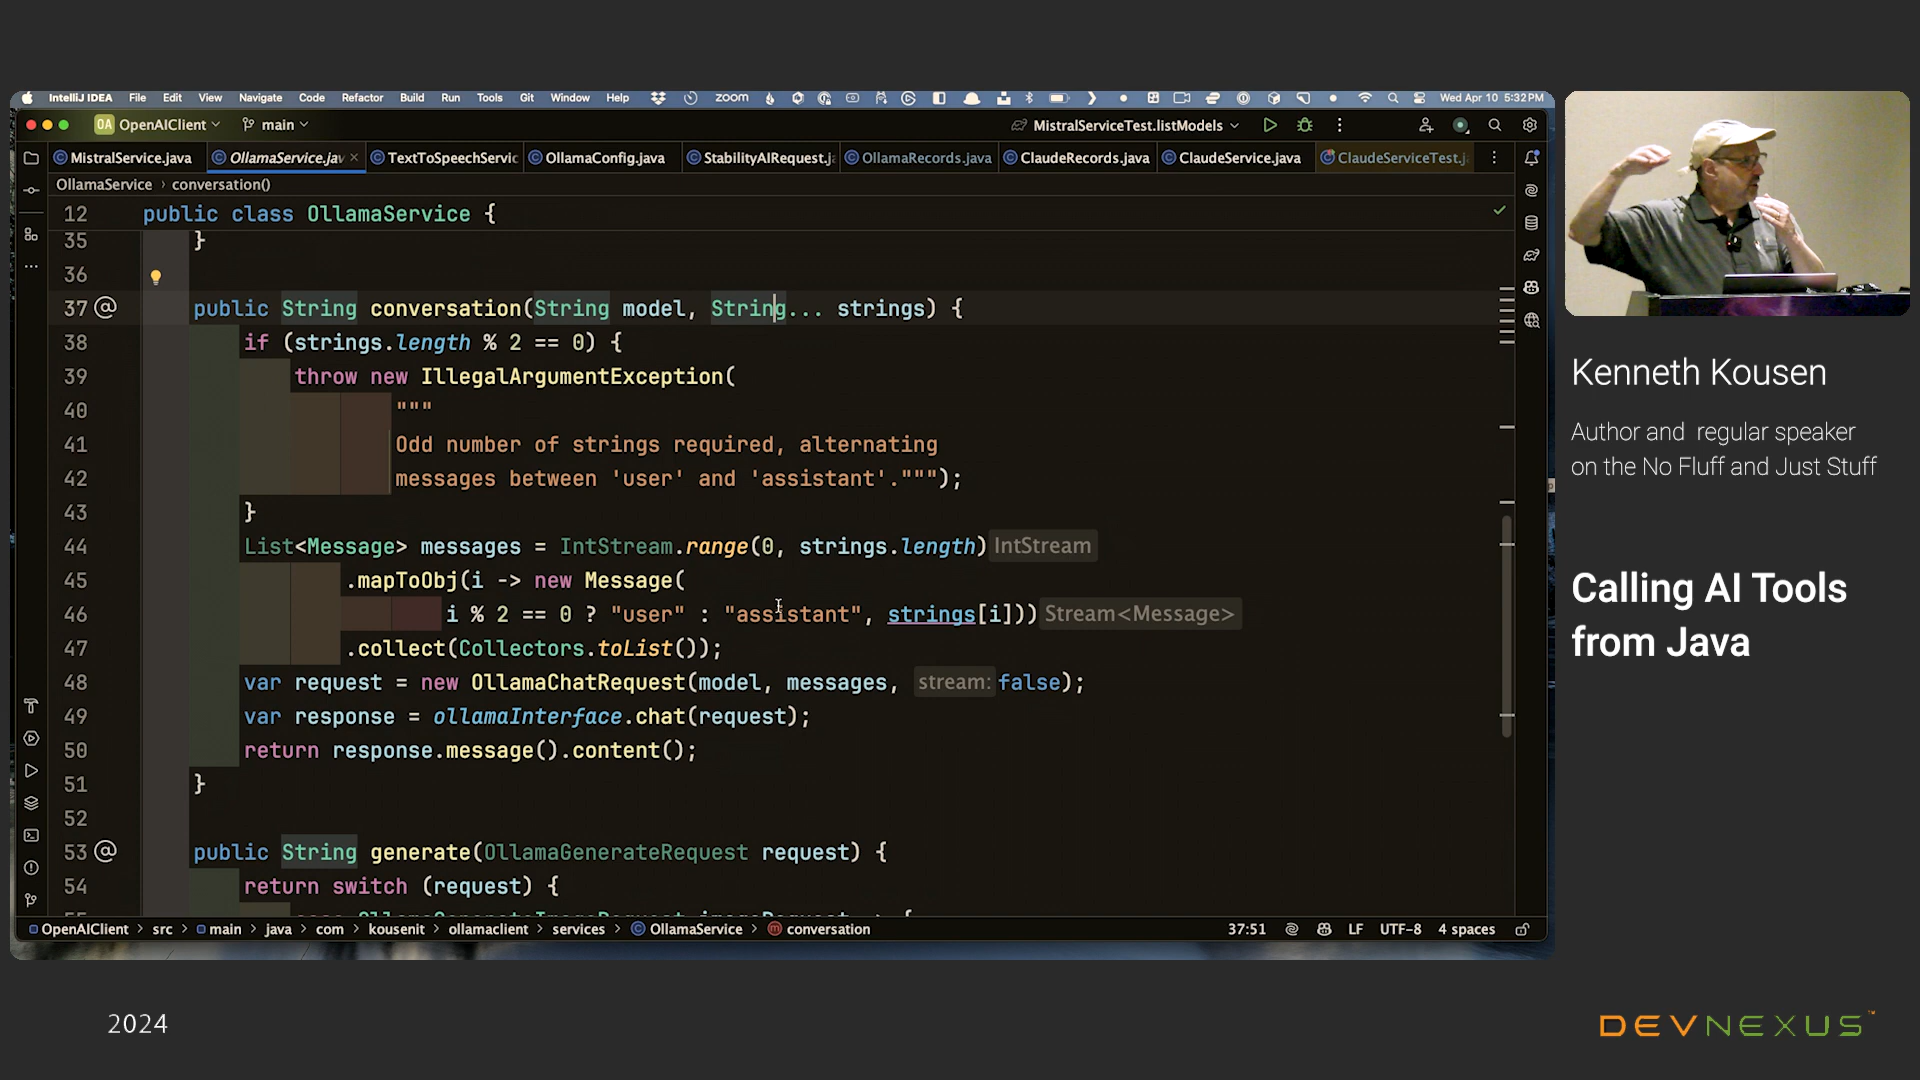 IntelliJ IDEA File Edit View Navigate Code Refactor Build Run Tools Git Window Help zoom Wed Apr 10 5:32 PM
OA OpenAIClient main MistralServiceTest.listModels
MistralService.java OllamaService.jav TextToSpeechServic OllamaConfig.java StabilityAIRequest.j OllamaRecords.java ClaudeRecords.java ClaudeService.java ClaudeServiceTest.j
OllamaService › conversation()
12 public class OllamaService {
35 }
36
37 @ public String conversation(String model, String... strings) {
38 if (strings.length % 2 == 0) {
39 throw new IllegalArgumentException(
40 """
41 Odd number of strings required, alternating
42 messages between 'user' and 'assistant'.""");
43 }
44 List<Message> messages = IntStream.range(0, strings.length) IntStream
45 .mapToObj(i -> new Message(
46 i % 2 == 0 ? "user" : "assistant", strings[i])) Stream<Message>
47 .collect(Collectors.toList());
48 var request = new OllamaChatRequest(model, messages, stream: false);
49 var response = ollamaInterface.chat(request);
50 return response.message().content();
51 }
52
53 @ public String generate(OllamaGenerateRequest request) {
54 return switch (request) {
OpenAIClient › src › main › java › com › kousenit › ollamaclient › services › OllamaService › conversation 37:51 LF UTF-8 4 spaces
Kenneth Kousen
Author and regular speaker
on the No Fluff and Just Stuff
Calling AI Tools
from Java
2024
DEVNEXUS™